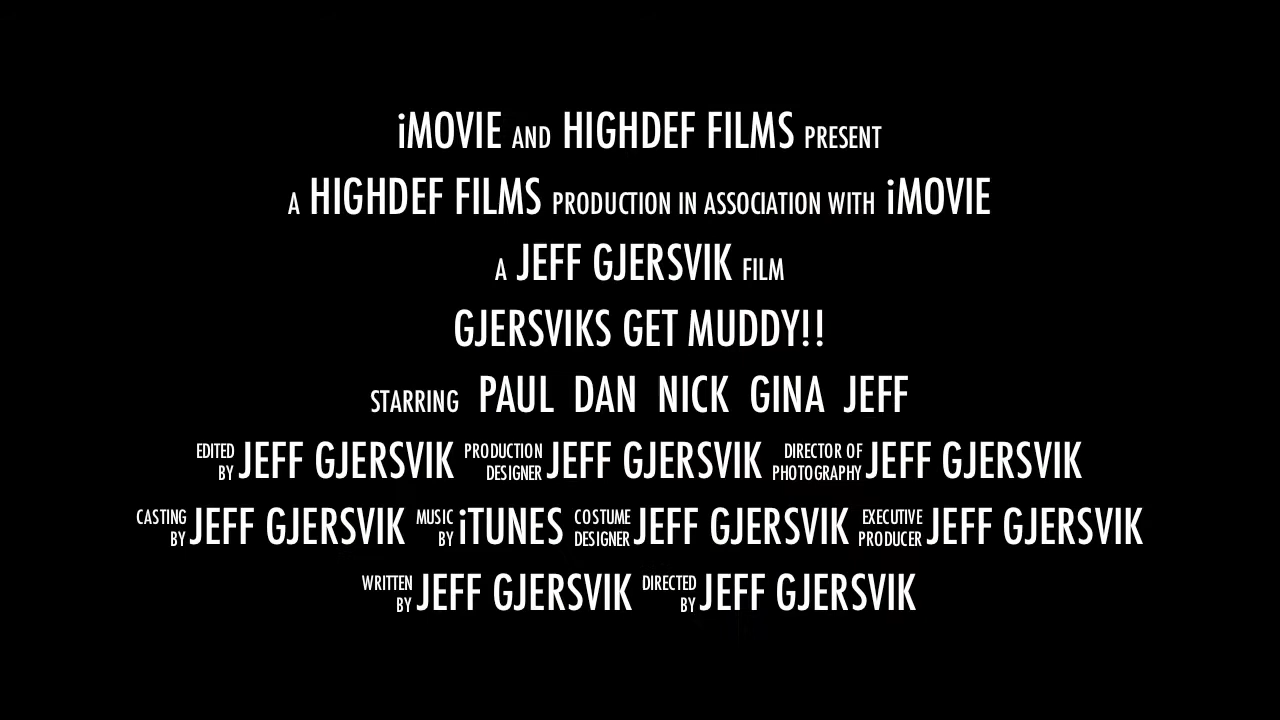 iMOVIE AND HIGHDEF FILMS PRESENT
A HIGHDEF FILMS PRODUCTION IN ASSOCIATION WITH iMOVIE
A JEFF GJERSVIK FILM
GJERSVIKS GET MUDDY!!
STARRING PAUL DAN NICK GINA JEFF
EDITED BY JEFF GJERSVIK PRODUCTION DESIGNER JEFF GJERSVIK DIRECTOR OF PHOTOGRAPHY JEFF GJERSVIK
CASTING BY JEFF GJERSVIK MUSIC BY iTUNES COSTUME DESIGNER JEFF GJERSVIK EXECUTIVE PRODUCER JEFF GJERSVIK
WRITTEN BY JEFF GJERSVIK DIRECTED BY JEFF GJERSVIK